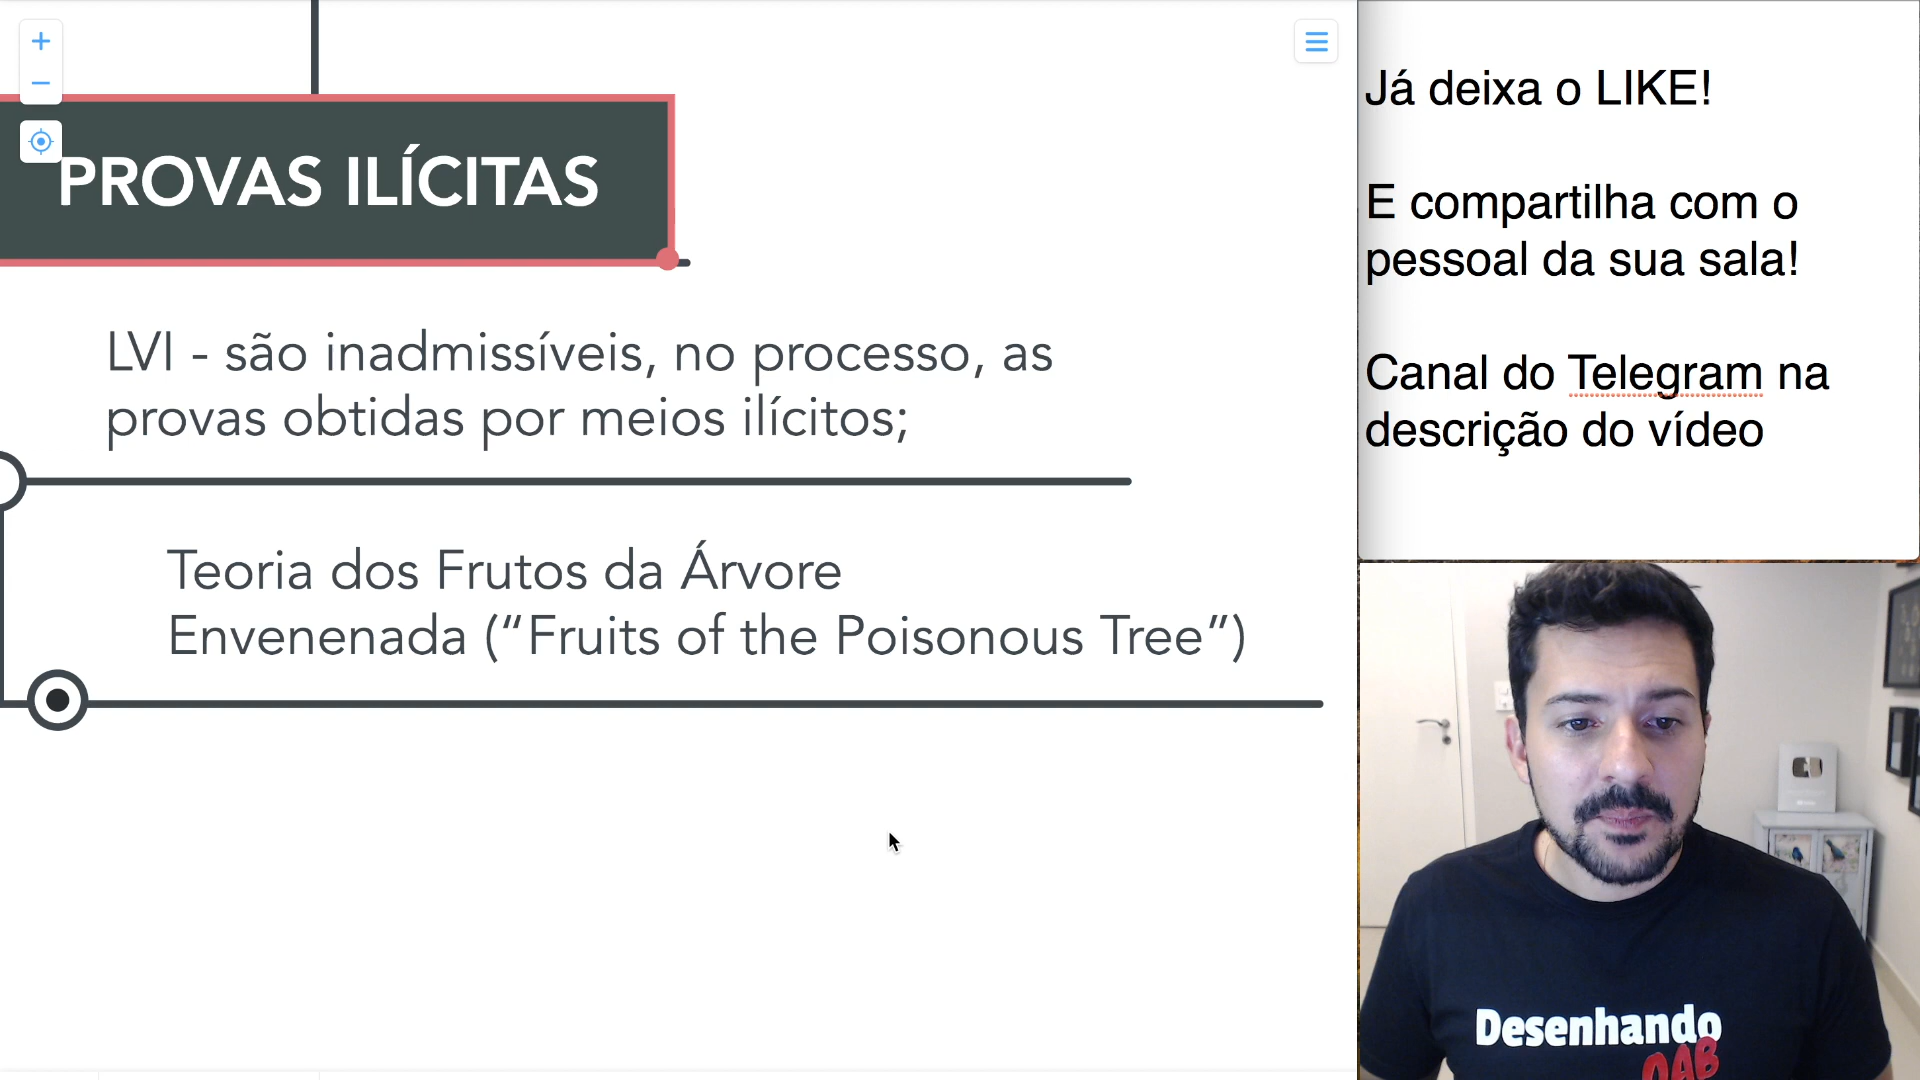 PROVAS ILÍCITAS
LVI - são inadmissíveis, no processo, as
provas obtidas por meios ilícitos;
Teoria dos Frutos da Árvore
Envenenada (“Fruits of the Poisonous Tree”)
Já deixa o LIKE!
E compartilha com o
pessoal da sua sala!
Canal do Telegram na
descrição do vídeo
Desenhando
OAB